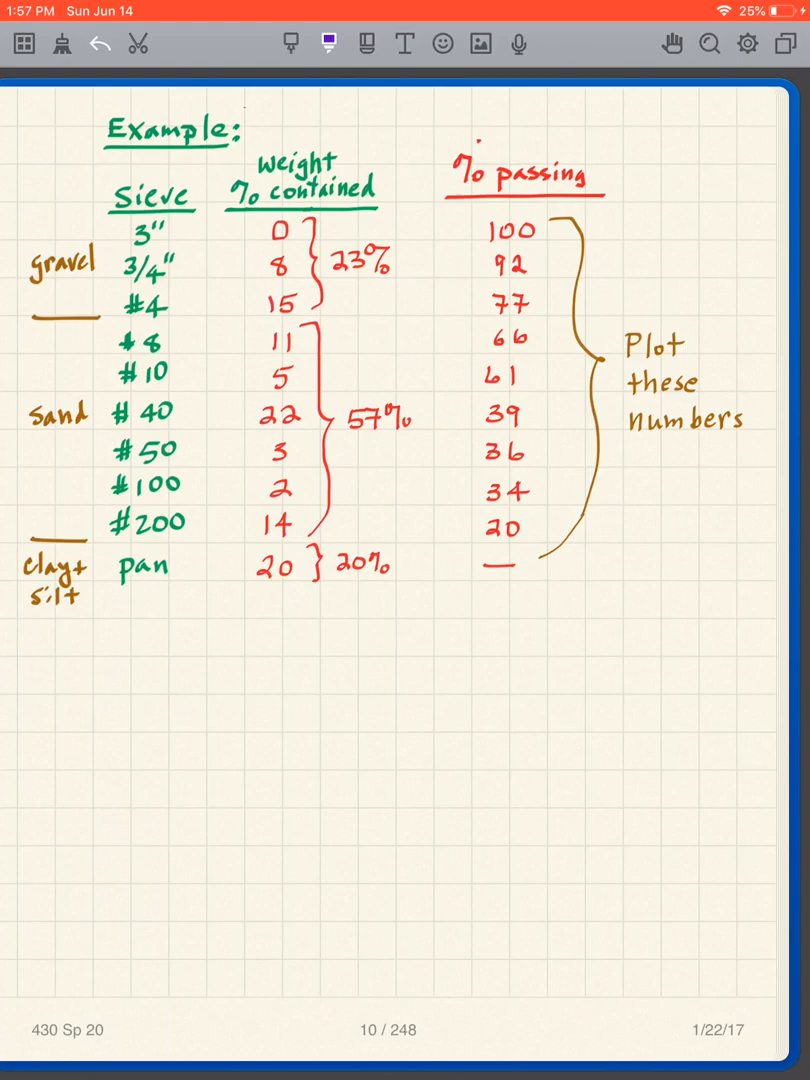 1:57 PM Sun Jun 14 25%
Example:
Sieve weight % contained % passing
3" 0 100
gravel 3/4" 8 23% 92
#4 15 77
#8 11 66
#10 5 61
sand #40 22 57% 39
#50 3 36
#100 2 34
#200 14 20
clay+ silt pan 20 20% —
Plot
these
numbers
430 Sp 20 10 / 248 1/22/17